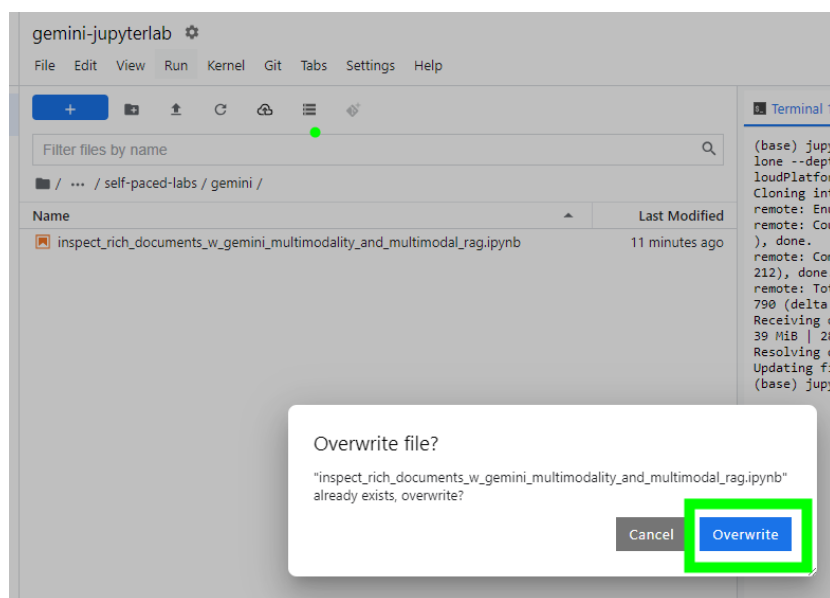 gemini-jupyterlab
File Edit View Run Kernel Git Tabs Settings Help
+
Terminal
Filter files by name
/ ··· / self-paced-labs / gemini /
Name Last Modified
inspect_rich_documents_w_gemini_multimodality_and_multimodal_rag.ipynb 11 minutes ago
(base) jupy
lone --dept
loudPlatfor
Cloning int
remote: Enu
remote: Cou
), done.
remote: Com
212), done
remote: Tot
790 (delta
Receiving o
39 MiB | 28
Resolving d
Updating fi
(base) jupy
Overwrite file?
"inspect_rich_documents_w_gemini_multimodality_and_multimodal_rag.ipynb"
already exists, overwrite?
Cancel Overwrite